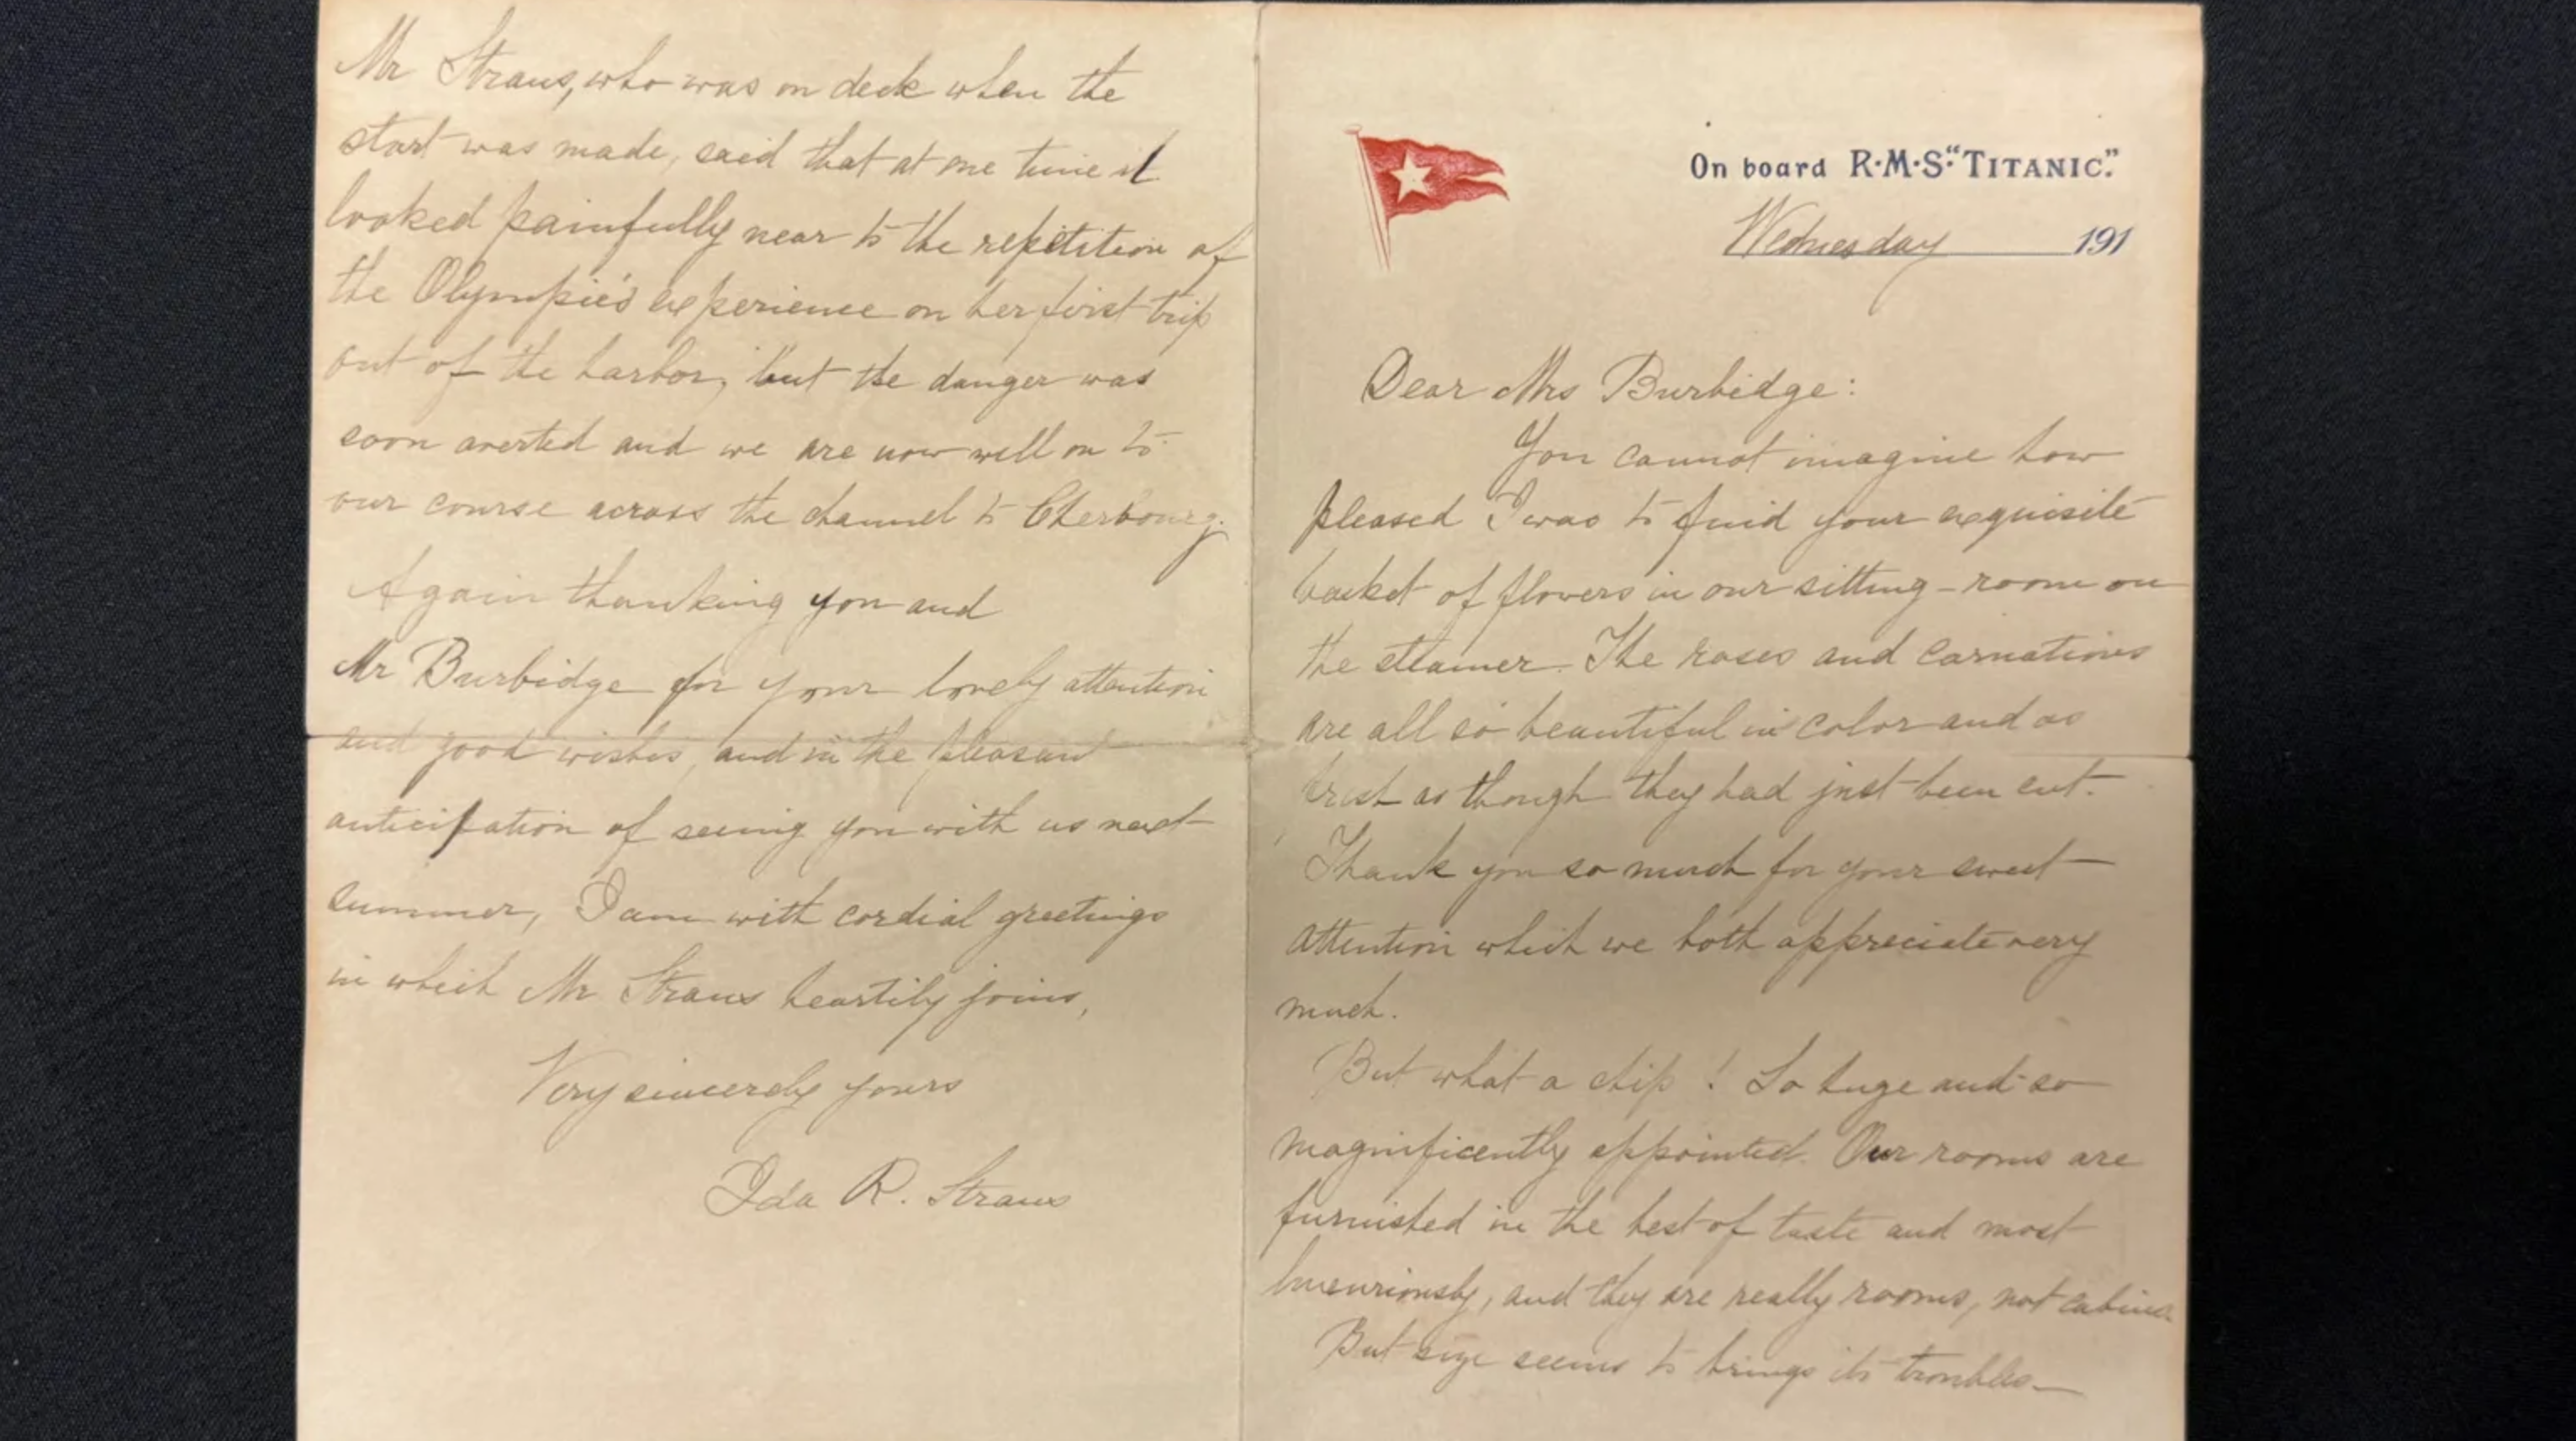 On board R·M·S·"TITANIC".
Wednesday 191
Dear Mrs Burbidge:
You cannot imagine how
pleased I was to find your exquisite
basket of flowers in our sitting-room on
the steamer. The roses and carnations
are all so beautiful in color and as
fresh as though they had just been cut.
Thank you so much for your sweet
attention which we both appreciate very
much.
But what a ship! So huge and so
magnificently appointed. Our rooms are
furnished in the best of taste and most
luxuriously, and they are really rooms, not cabins.
But size seems to brings its troubles—
Mr Straus, who was on deck when the
start was made, said that at one time it
looked painfully near to the repetition of
the Olympic's experience on her first trip
out of the harbor, but the danger was
soon averted and we are now well on to
our course across the channel to Cherbourg.
Again thanking you and
Mr Burbidge for your lovely attention
and good wishes, and in the pleasant
anticipation of seeing you with us next
summer, I am with cordial greetings
in which Mr Straus heartily joins,
Very sincerely yours
Ida R. Straus